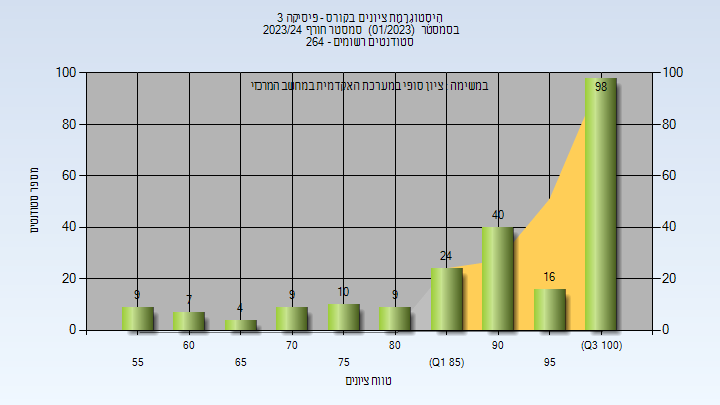 היסטוגרמת ציונים בקורס - פיסיקה 3
בסמסטר (01/2023) סמסטר חורף 2023/24
סטודנטים רשומים - 264
במשימה: ציון סופי במערכת האקדמית במחשב המרכזי
100 100
80 80
60 60
40 40
20 20
0 0
מספר סטודנטים
9 7 4 9 10 9 24 40 16 98
55 60 65 70 75 80 (Q1 85) 90 95 (Q3 100)
טווח ציונים